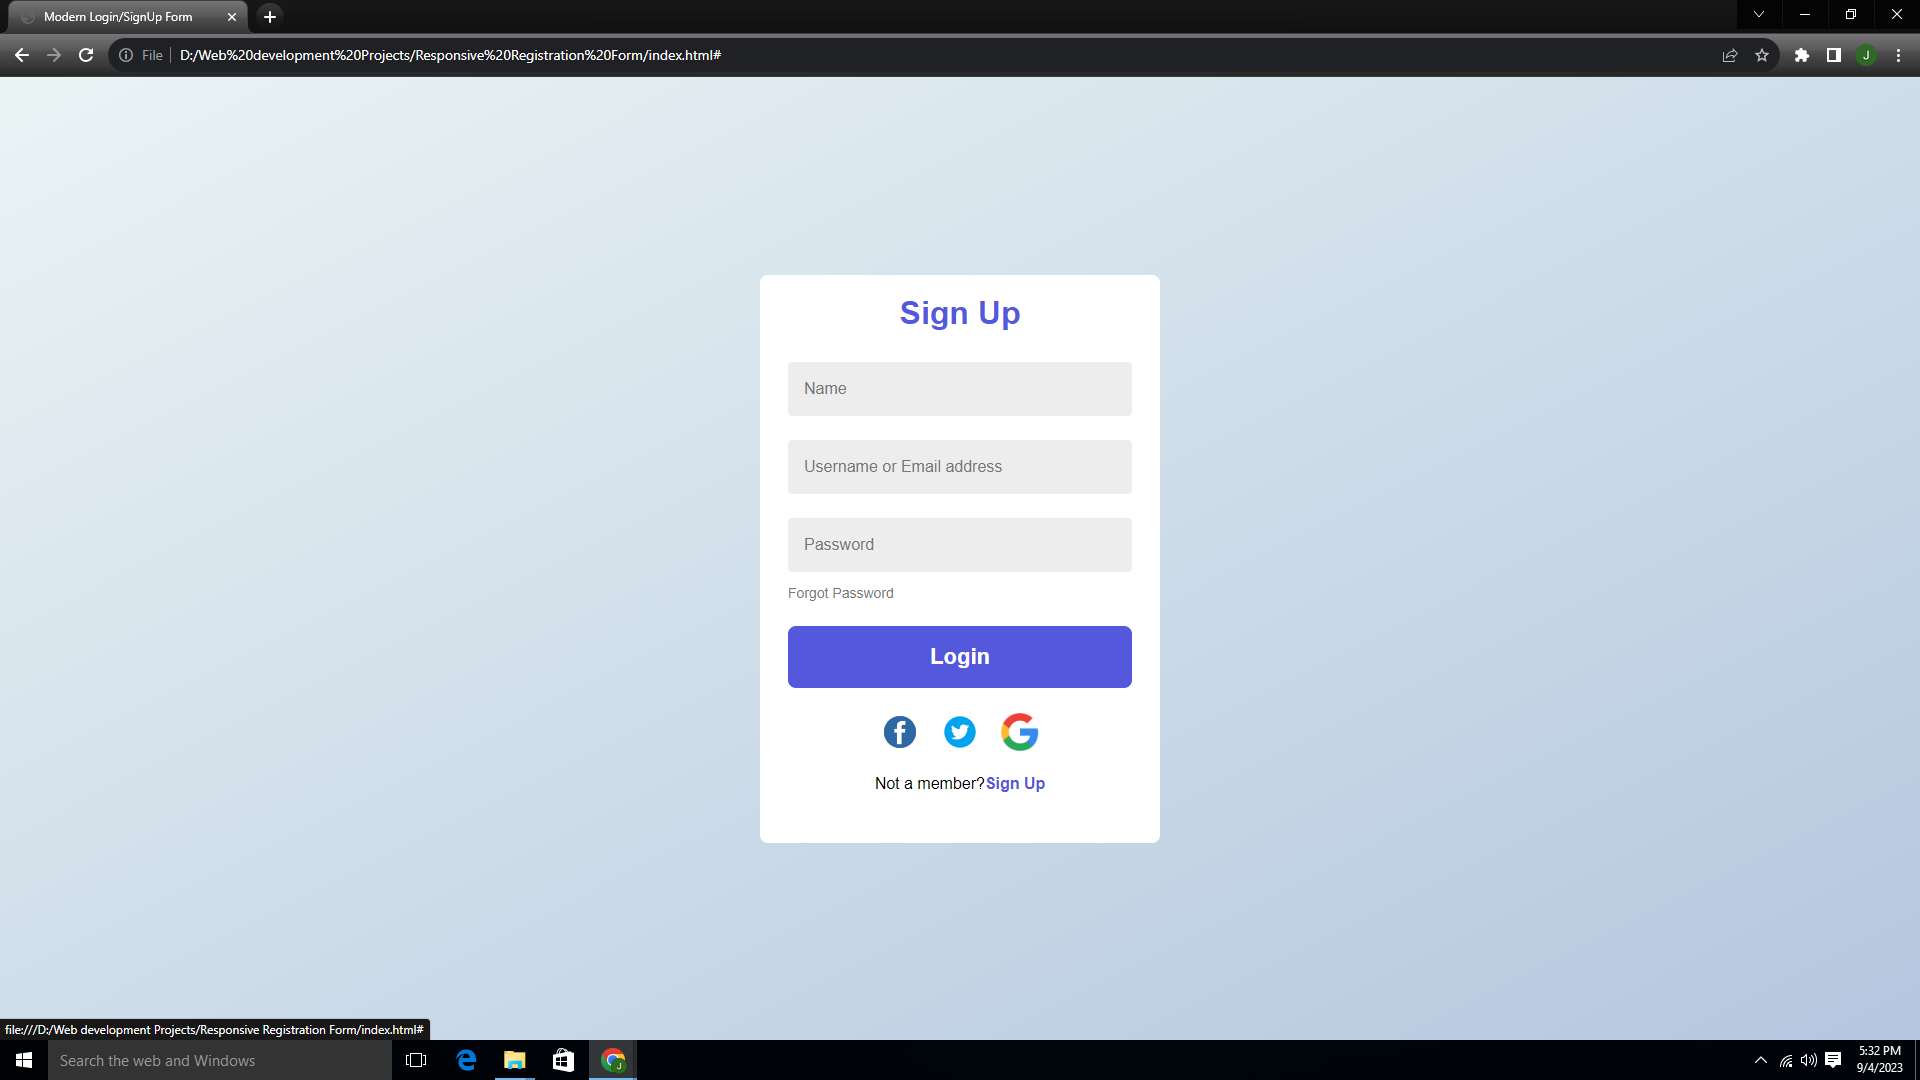 Modern Login/SignUp Form
File
D:/Web%20development%20Projects/Responsive%20Registration%20Form/index.html#
J
Sign Up
Name
Username or Email address
Password
Forgot Password
Login
Not a member?Sign Up
file:///D:/Web development Projects/Responsive Registration Form/index.html#
Search the web and Windows
J
5:32 PM
9/4/2023